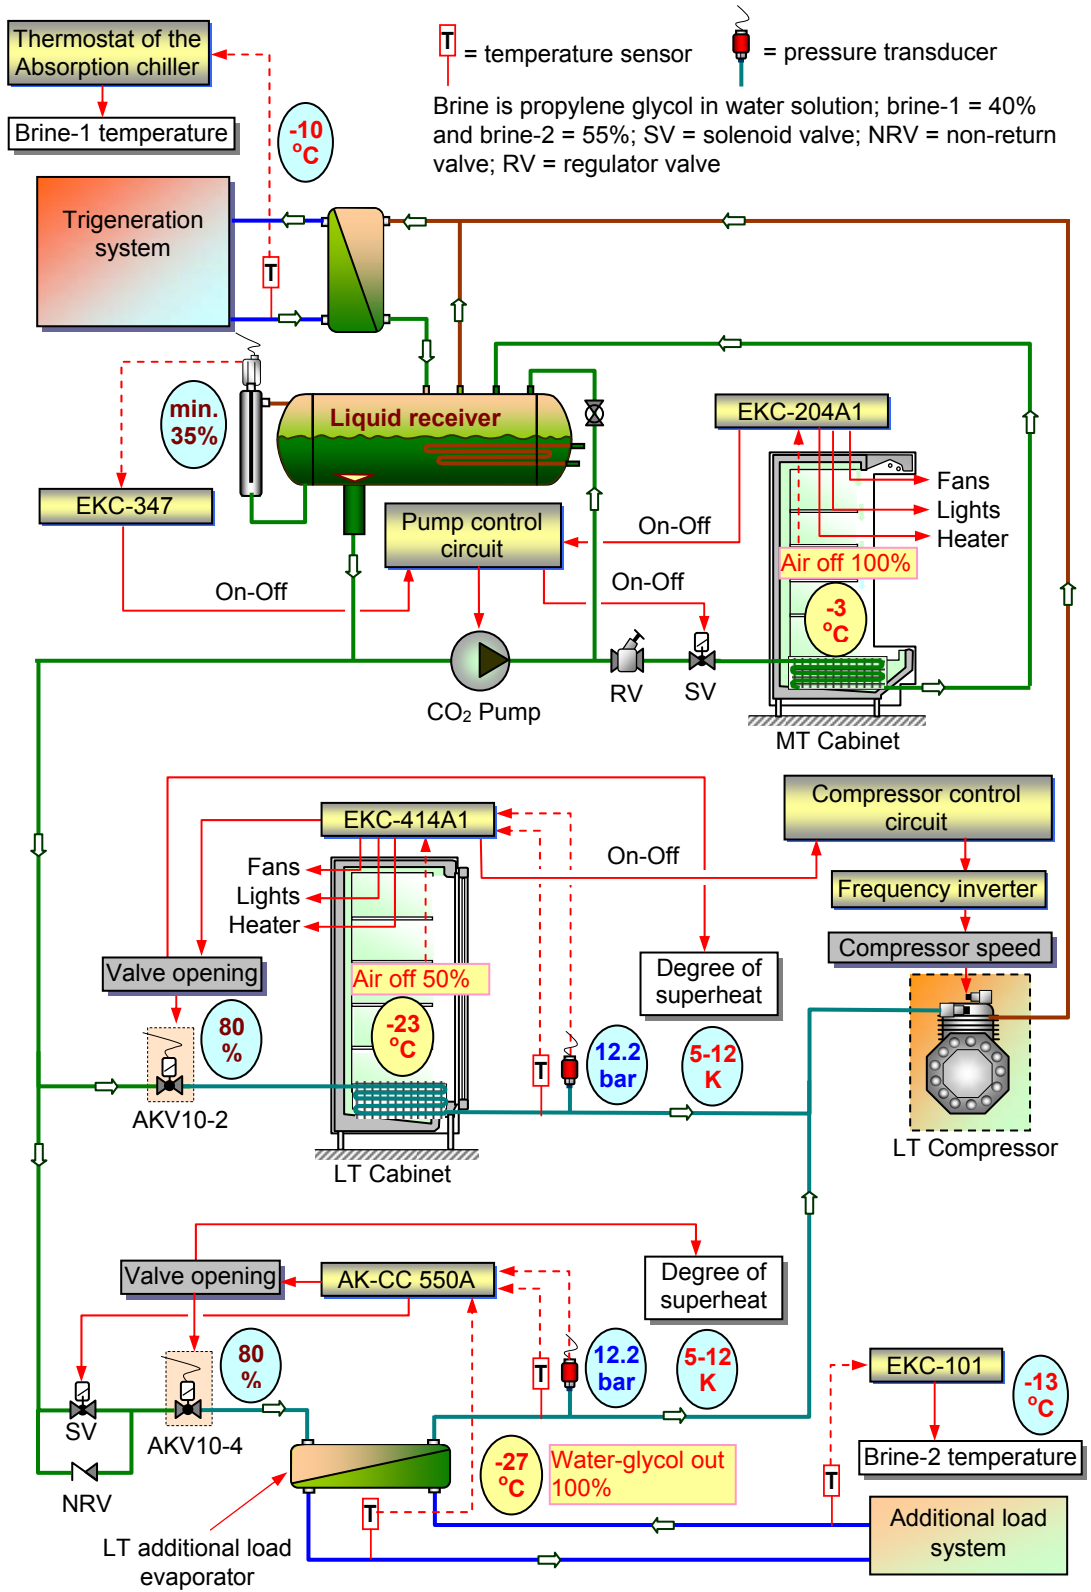 Thermostat of the
Absorption chiller
Brine-1 temperature
T
= temperature sensor
= pressure transducer
Brine is propylene glycol in water solution; brine-1 = 40%
and brine-2 = 55%; SV = solenoid valve; NRV = non-return
valve; RV = regulator valve
-10
°C
Trigeneration
system
T
min.
35%
Liquid receiver
EKC-204A1
Fans
Lights
Heater
EKC-347
Pump control
circuit
On-Off
On-Off
On-Off
Air off 100%
-3
°C
CO₂ Pump
RV
SV
MT Cabinet
EKC-414A1
Compressor control
circuit
On-Off
Fans
Lights
Heater
Frequency inverter
Compressor speed
Valve opening
Air off 50%
Degree of
superheat
80
%
-23
°C
T
12.2
bar
5-12
K
AKV10-2
LT Cabinet
LT Compressor
Valve opening
AK-CC 550A
Degree of
superheat
80
%
T
12.2
bar
5-12
K
EKC-101
-13
°C
SV
AKV10-4
Brine-2 temperature
NRV
-27
°C
Water-glycol out
100%
T
T
LT additional load
evaporator
Additional load
system